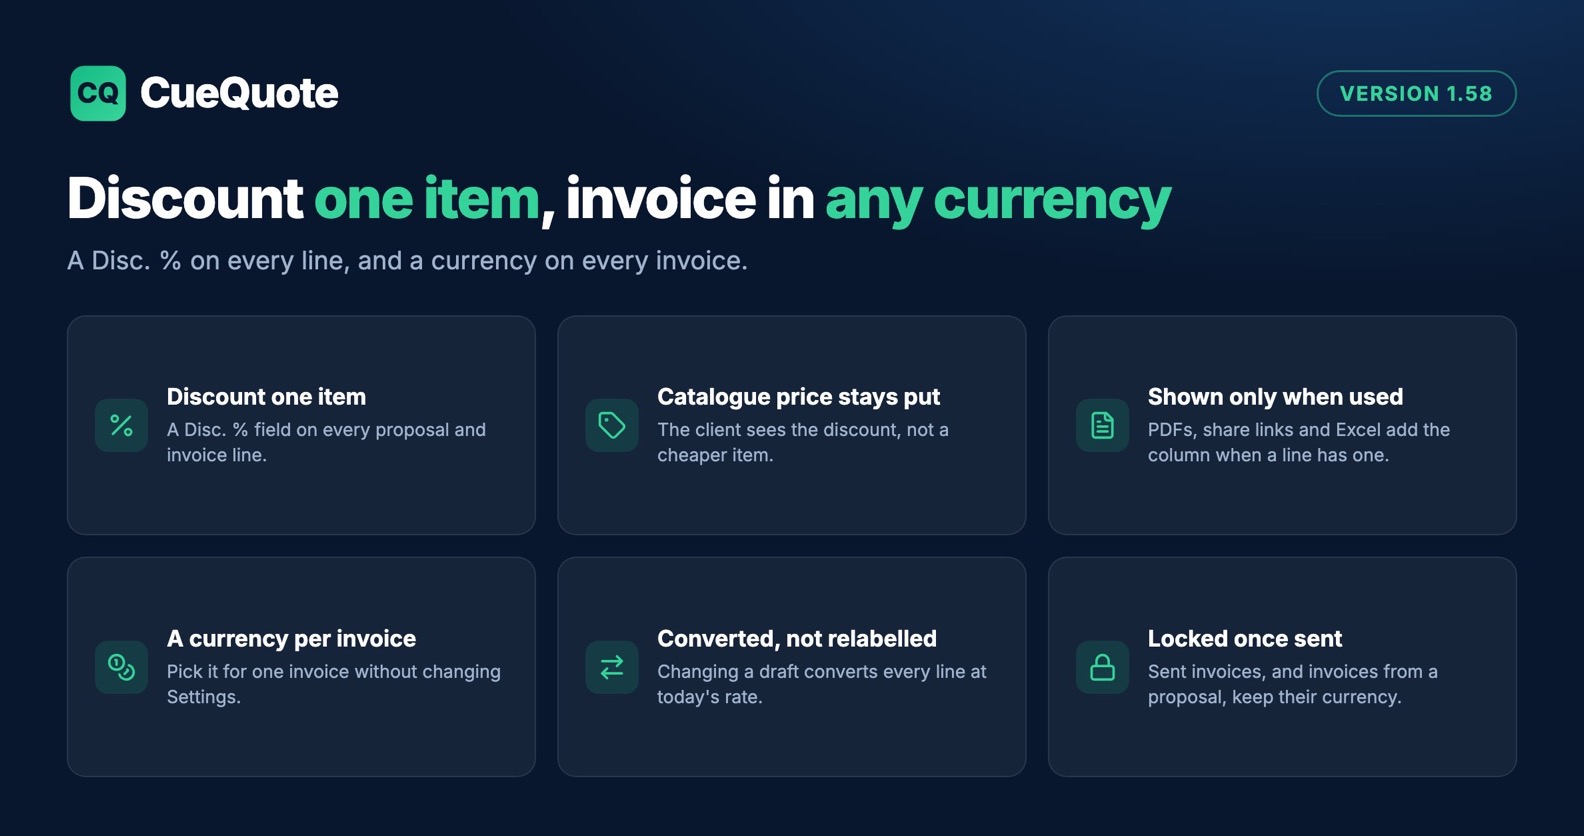 CQ CueQuote
VERSION 1.58
Discount one item, invoice in any currency
A Disc. % on every line, and a currency on every invoice.
Discount one item
A Disc. % field on every proposal and
invoice line.
Catalogue price stays put
The client sees the discount, not a
cheaper item.
Shown only when used
PDFs, share links and Excel add the
column when a line has one.
A currency per invoice
Pick it for one invoice without changing
Settings.
Converted, not relabelled
Changing a draft converts every line at
today's rate.
Locked once sent
Sent invoices, and invoices from a
proposal, keep their currency.